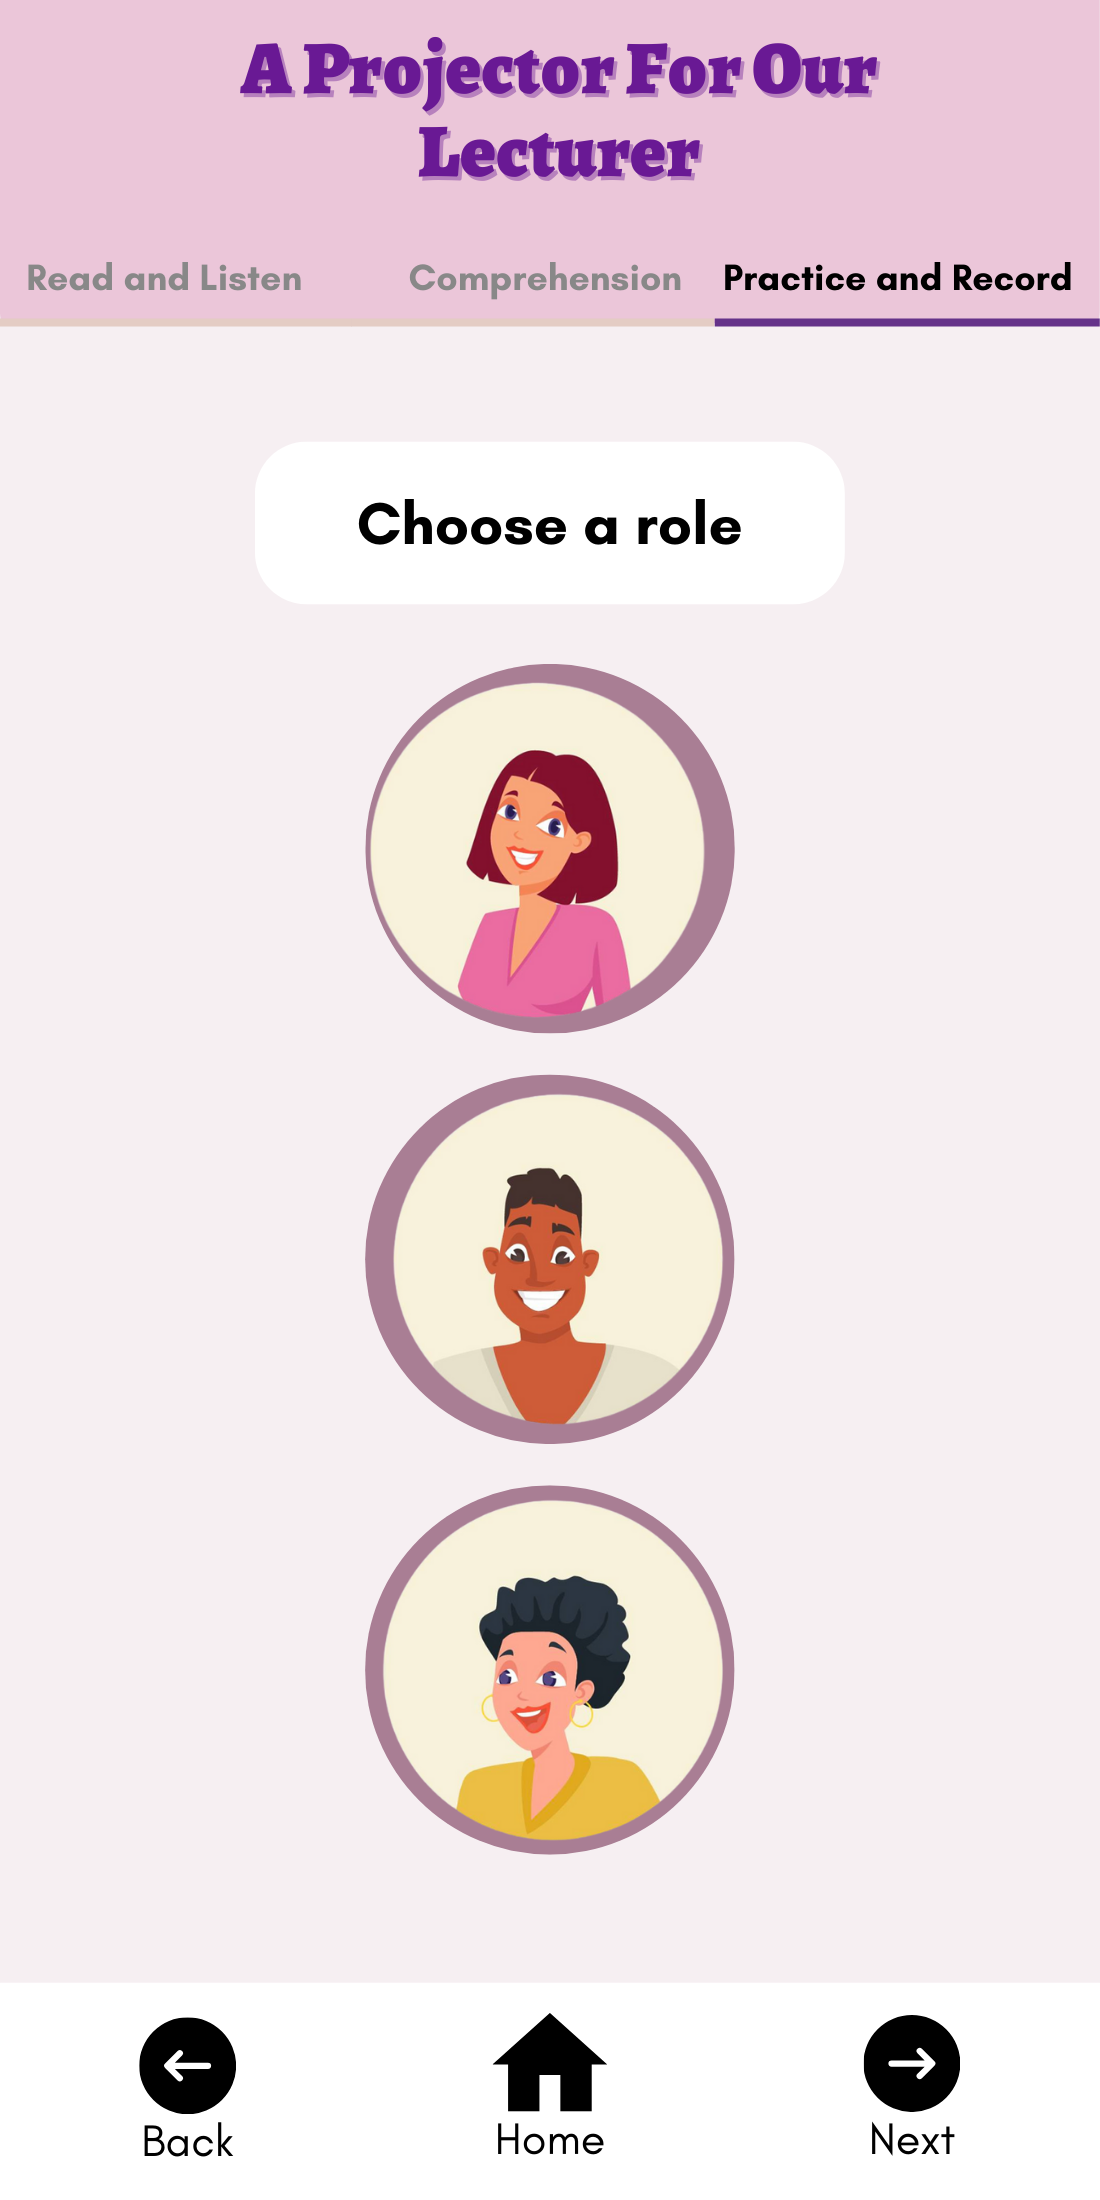 A Projector For Our
Lecturer
Read and Listen
Comprehension
Practice and Record
Choose a role
Back
Home
Next